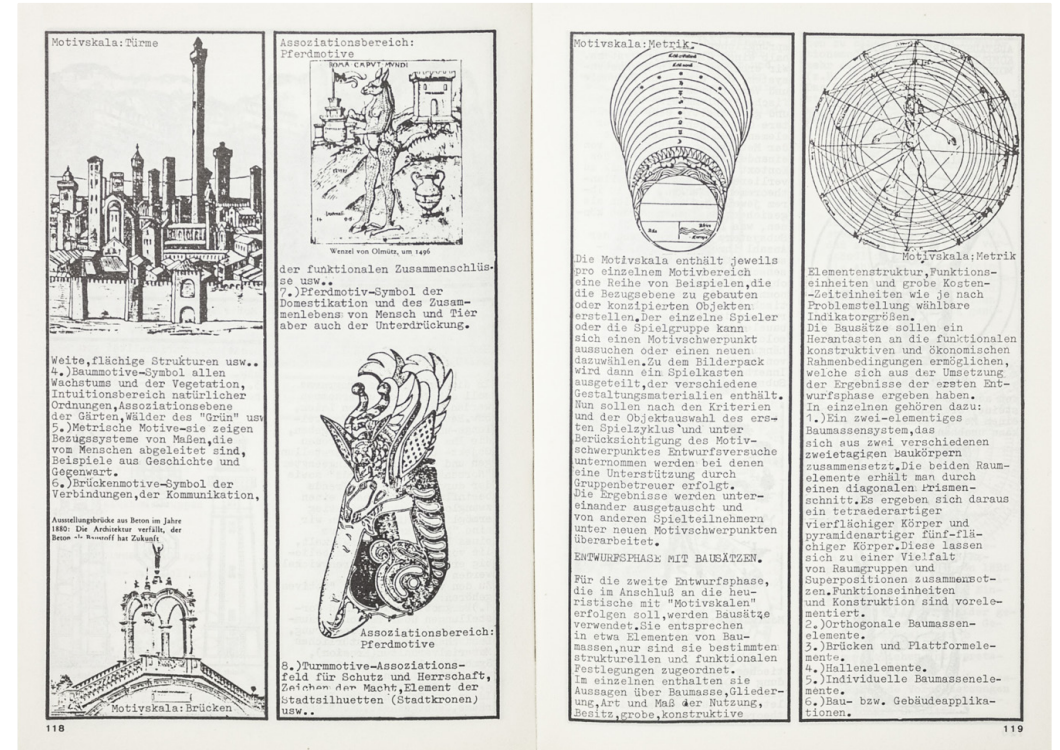 Motivskala:Türme
Weite,flächige Strukturen usw..
4.)Baummotive-Symbol allen
Wachstums und der Vegetation,
Intuitionsbereich natürlicher
Ordnungen,Assoziationsebene
der Gärten,Wälder des "Grün" usw
5.)Metrische Motive-sie zeigen
Bezugssysteme von Maßen,die
vom Menschen abgeleitet sind,
Beispiele aus Geschichte und
Gegenwart.
6.)Brückenmotive-Symbol der
Verbindungen,der Kommunikation,
Ausstellungsbrücke aus Beton im Jahre
1880: Die Architektur verfällt, der
Beton als Baustoff hat Zukunft
Motivskala:Brücken
118
Assoziationsbereich:
Pferdmotive
ROMA CAPVT MVNDI
Wenzel von Olmütz, um 1496
der funktionalen Zusammenschlüs-
se usw..
7.)Pferdmotiv-Symbol der
Domestikation und des Zusam-
menlebens von Mensch und Tier
aber auch der Unterdrückung.
Assoziationsbereich:
Pferdmotive
8.)Turmmotive-Assoziations-
feld für Schutz und Herrschaft,
Zeichen der Macht,Element der
Stadtsilhuetten (Stadtkronen)
usw..
Motivskala:Metrik
Die Motivskala enthält jeweils
pro einzelnem Motivbereich
eine Reihe von Beispielen,die
die Bezugsebene zu gebauten
oder konzipierten Objekten
erstellen.Der einzelne Spieler
oder die Spielgruppe kann
sich einen Motivschwerpunkt
aussuchen oder einen neuen
dazuwählen.Zu dem Bilderpack
wird dann ein Spielkasten
ausgeteilt,der verschiedene
Gestaltungsmaterialien enthält.
Nun sollen nach den Kriterien
und der Objektauswahl des ers-
ten Spielzyklus und unter
Berücksichtigung des Motiv-
schwerpunktes Entwurfsversuche
unternommen werden bei denen
eine Unterstützung durch
Gruppenbetreuer erfolgt.
Die Ergebnisse werden unter-
einander ausgetauscht und
von anderen Spielteilnehmern
unter neuen Motivschwerpunkten
überarbeitet.
ENTWURFSPHASE MIT BAUSÄTZEN.
Für die zweite Entwurfsphase,
die im Anschluß an die heu-
ristische mit "Motivskalen"
erfolgen soll,werden Bausätze
verwendet.Sie entsprechen
in etwa Elementen von Bau-
massen,nur sind sie bestimmten
strukturellen und funktionalen
Festlegungen zugeordnet.
Im einzelnen enthalten sie
Aussagen über Baumasse,Glieder-
ung,Art und Maß der Nutzung,
Besitz,grobe,konstruktive
Motivskala:Metrik
Elementenstruktur,Funktions-
einheiten und grobe Kosten-
-Zeiteinheiten wie je nach
Problemstellung wählbare
Indikatorgrößen.
Die Bausätze sollen ein
Herantasten an die funktionalen
konstruktiven und ökonomischen
Rahmenbedingungen ermöglichen,
welche sich aus der Umsetzung
der Ergebnisse der ersten Ent-
wurfsphase ergeben haben.
In einzelnen gehören dazu:
1.)Ein zwei-elementiges
Baumassensystem,das
sich aus zwei verschiedenen
zweietagigen Baukörpern
zusammensetzt.Die beiden Raum-
elemente erhält man durch
einen diagonalen Prismen-
schnitt.Es ergeben sich daraus
ein tetraederartiger
vierflächiger Körper und
pyramidenartiger fünf-flä-
chiger Körper.Diese lassen
sich zu einer Vielfalt
von Raumgruppen und
Superpositionen zusammenset-
zen.Funktionseinheiten
und Konstruktion sind vorele-
mentiert.
2.)Orthogonale Baumassen-
elemente.
3.)Brücken und Plattformele-
mente.
4.)Hallenelemente.
5.)Individuelle Baumassenele-
mente.
6.)Bau- bzw. Gebäudeapplika-
tionen.
119